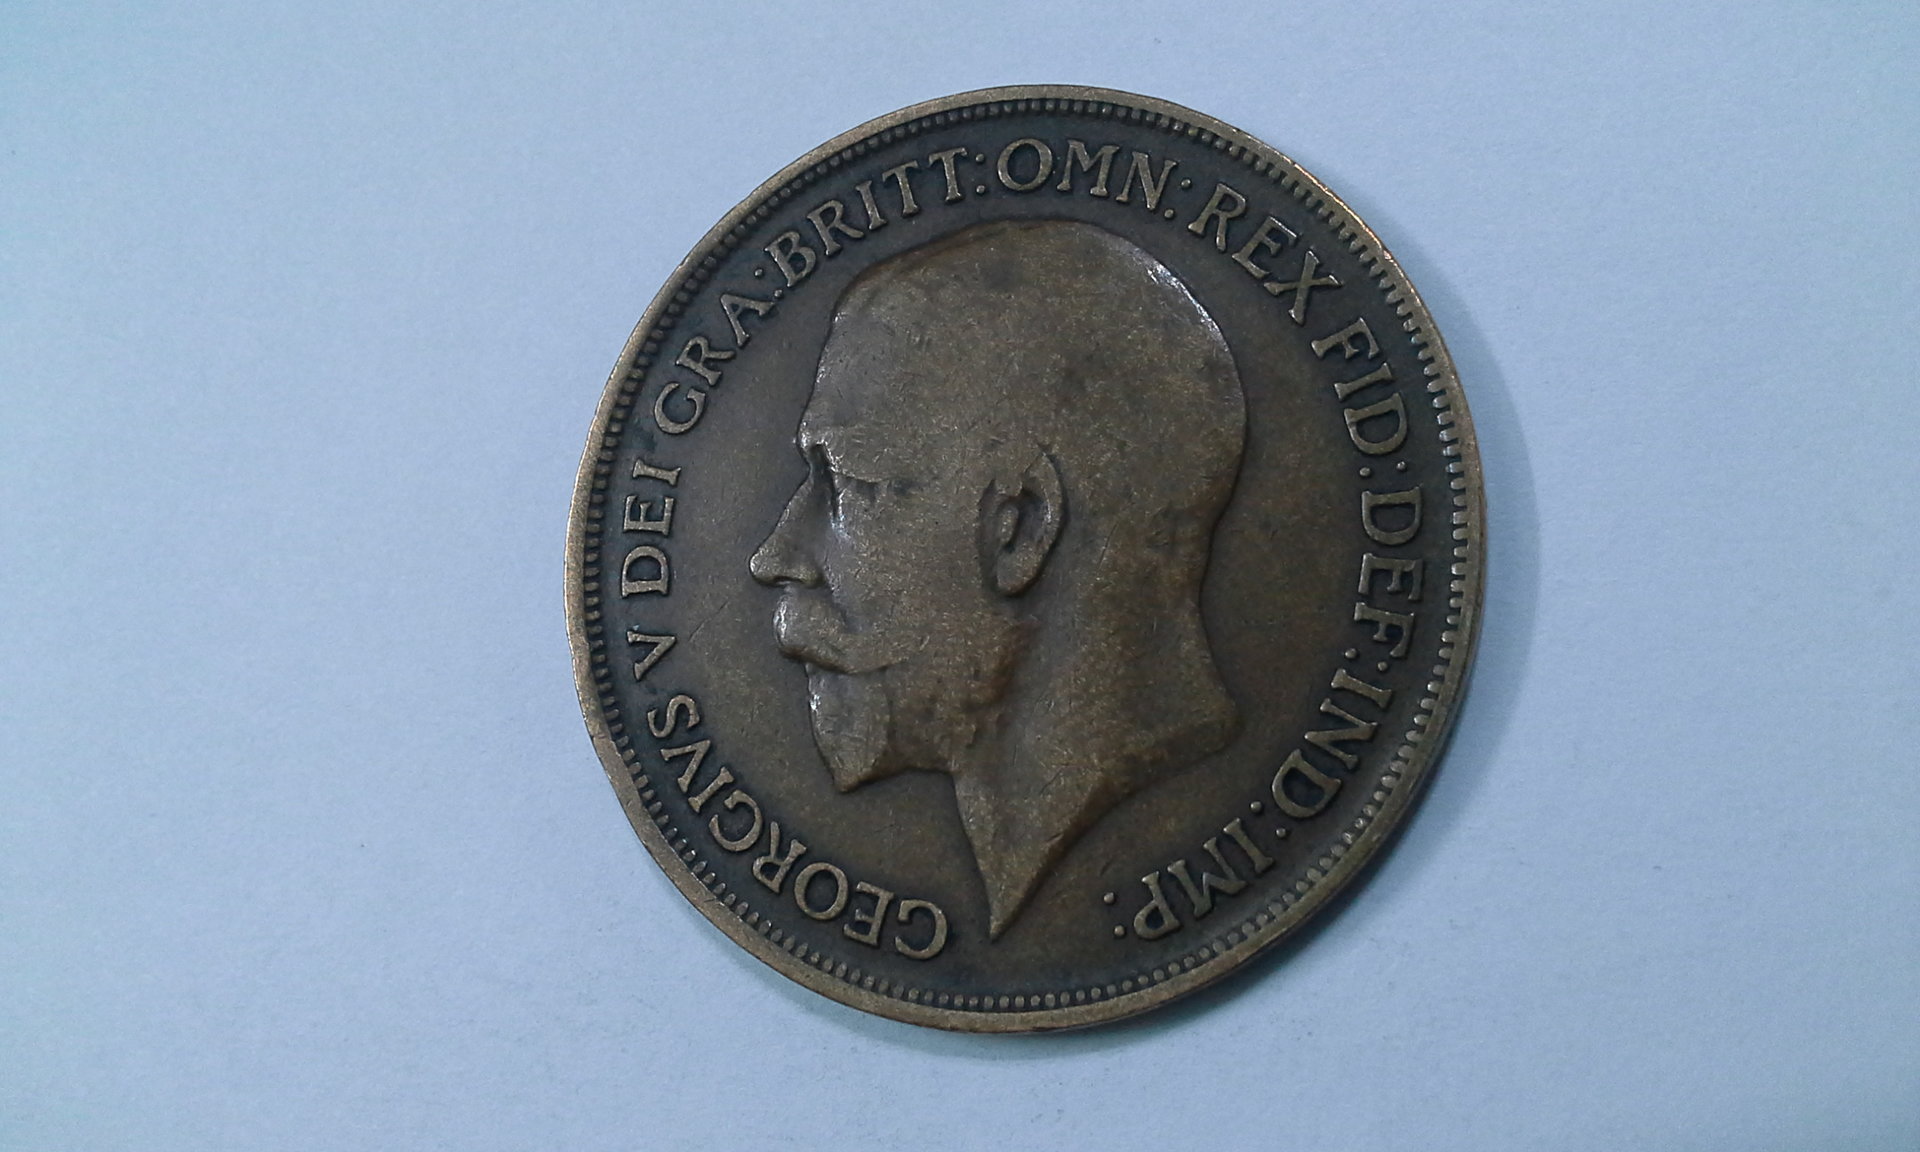 GEORGIVS V DEI GRA: BRITT: OMN: REX FID: DEF: IND: IMP: